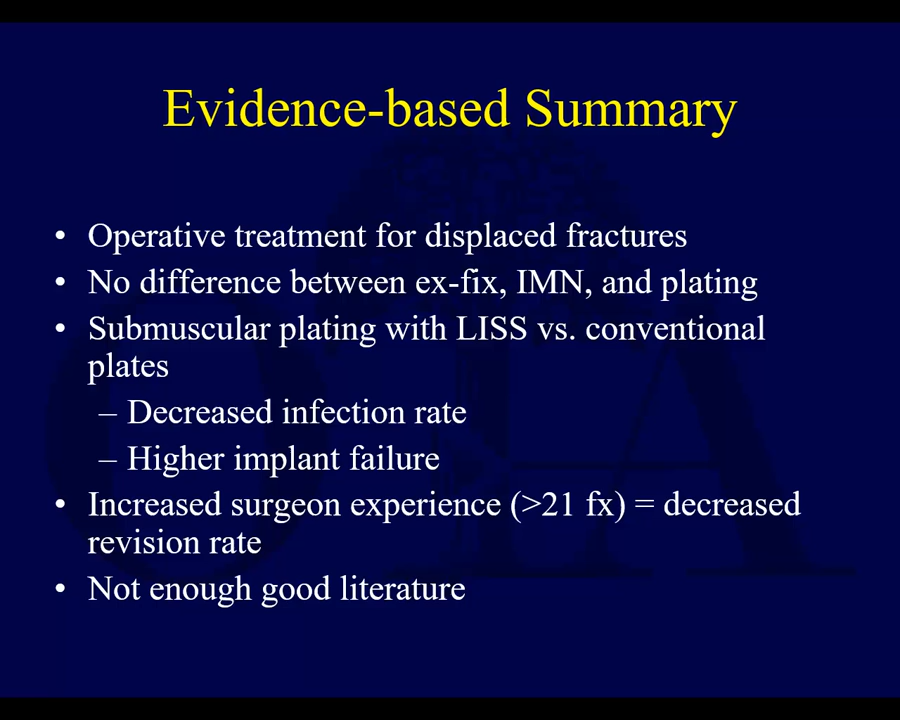 Evidence-based Summary
• Operative treatment for displaced fractures
• No difference between ex-fix, IMN, and plating
• Submuscular plating with LISS vs. conventional
plates
– Decreased infection rate
– Higher implant failure
• Increased surgeon experience (>21 fx) = decreased
revision rate
• Not enough good literature
OTA